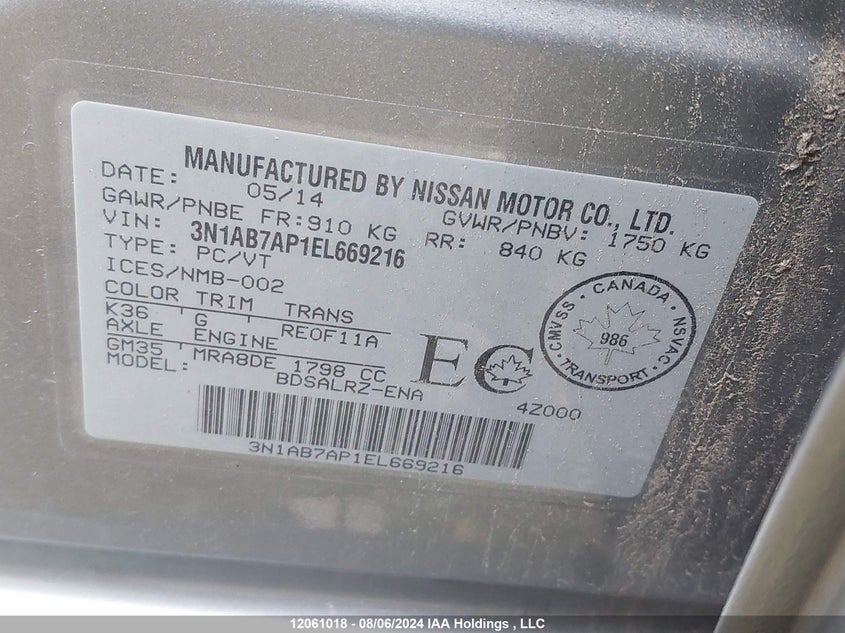 MANUFACTURED BY NISSAN MOTOR CO., LTD.
DATE: 05/14 GVWR/PNBV: 1750 KG
GAWR/PNBE FR: 910 KG RR: 840 KG
VIN: 3N1AB7AP1EL669216
TYPE: PC/VT
ICES/NMB-002
COLOR TRIM TRANS
K36 G RE0F11A
AXLE ENGINE
GM35 MRA8DE 1798 CC
MODEL: BDSALRZ-ENA
EC
4Z000
CANADA
CMVSS NSVAC
986
TRANSPORT
3N1AB7AP1EL669216
12061018 - 08/06/2024 IAA Holdings , LLC